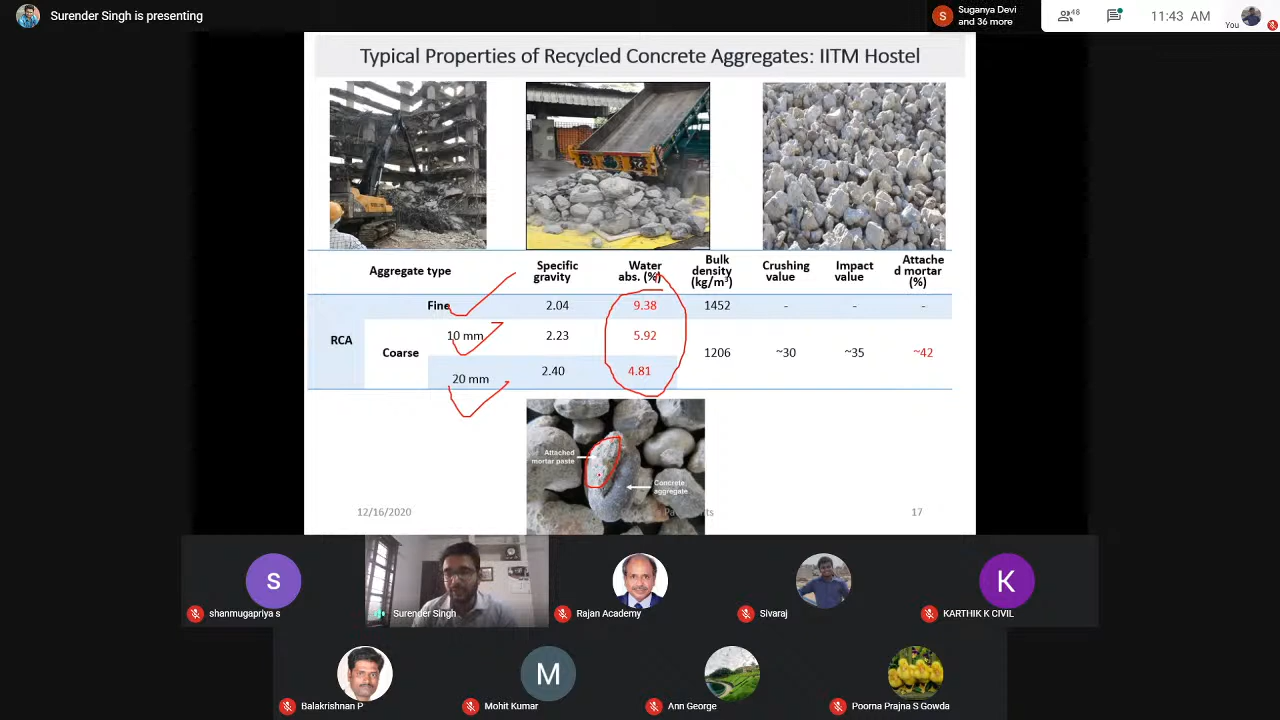 Surender Singh is presenting
S
Suganya Devi
and 36 more
48
11:43 AM
You
Typical Properties of Recycled Concrete Aggregates: IITM Hostel
Aggregate type
Specific gravity
Water abs. (%)
Bulk density (kg/m³)
Crushing value
Impact value
Attache d mortar (%)
Fine 2.04 9.38 1452 - - -
RCA
Coarse
10 mm 2.23 5.92
1206 ~30 ~35 ~42
20 mm 2.40 4.81
Attached
mortar paste
Concrete
aggregate
12/16/2020
17
S
K
shanmugapriya s
Surender Singh
Rajan Academy
Sivaraj
KARTHIK K CIVIL
M
Balakrishnan P
Mohit Kumar
Ann George
Poorna Prajna S Gowda